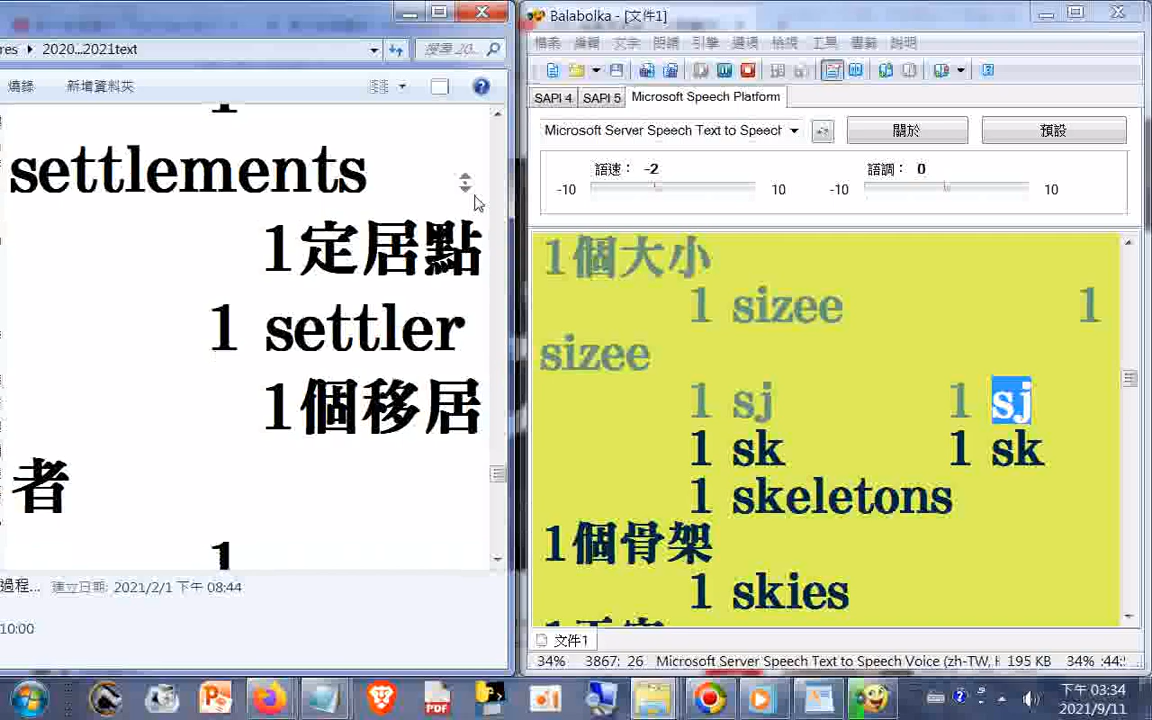 res ▸ 2020...2021text
搜尋 20...
燒錄 新增資料夾
1
settlements
1定居點
1 settler
1個移居
者
1
過程... 建立日期: 2021/2/1 下午 08:44
10:00
Balabolka - [文件1]
檔案 編輯 文字 閱讀 引擎 選項 檢視 工具 書籤 說明
SAPI 4 SAPI 5 Microsoft Speech Platform
Microsoft Server Speech Text to Speech 關於 預設
語速: -2 語調: 0
-10 10 -10 10
1個大小
1 sizee 1
sizee
1 sj 1 sj
1 sk 1 sk
1 skeletons
1個骨架
1 skies
文件1
34% 3867: 26 Microsoft Server Speech Text to Speech Voice (zh-TW, 195 KB 34%
PDF
下午 03:34
2021/9/11